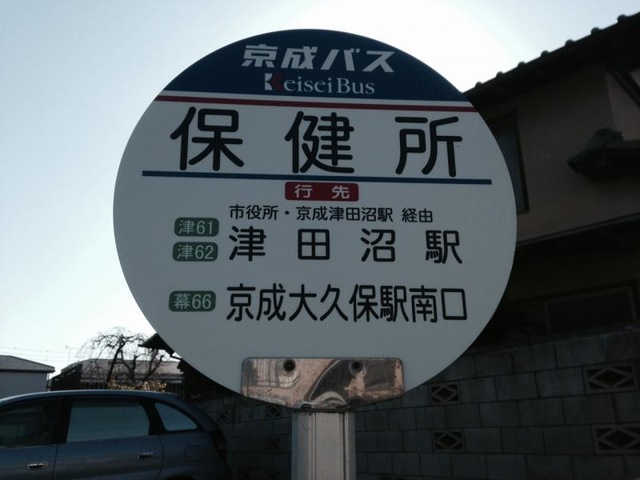 京成バス
KeiseiBus
保健所
行先
市役所・京成津田沼駅 経由
津61
津62
津田沼駅
幕66
京成大久保駅南口